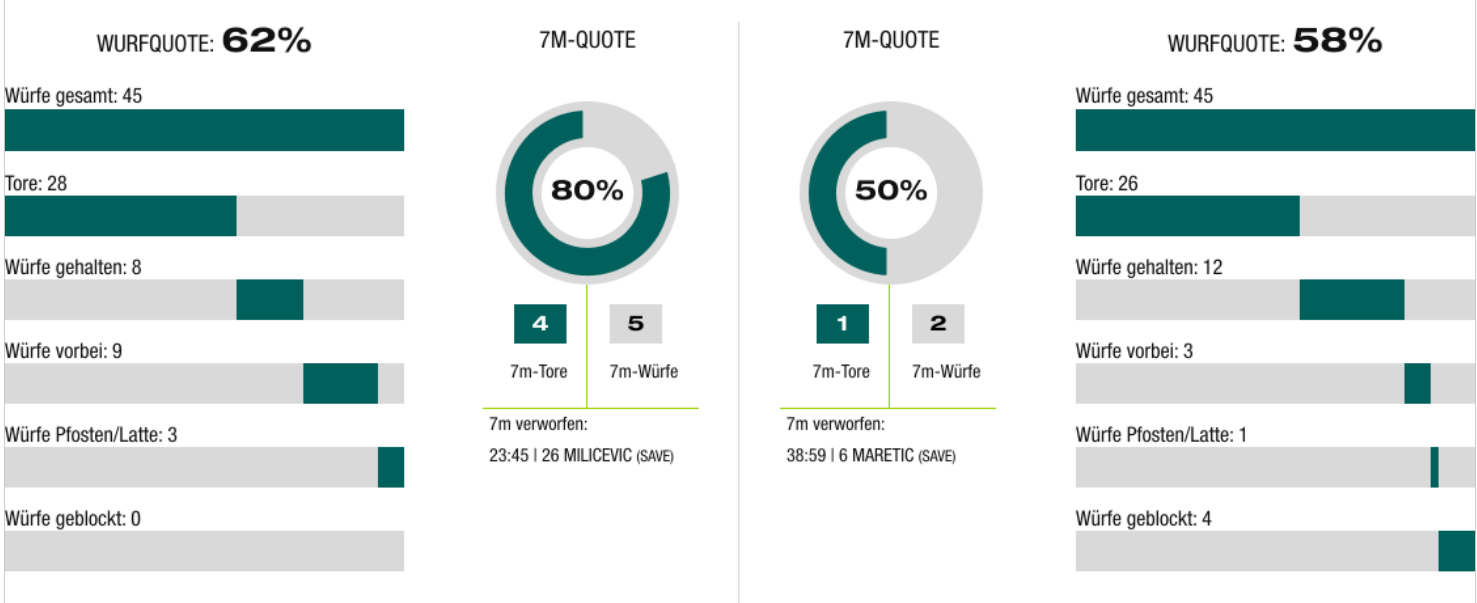 WURFQUOTE: 62%
Würfe gesamt: 45
Tore: 28
Würfe gehalten: 8
Würfe vorbei: 9
Würfe Pfosten/Latte: 3
Würfe geblockt: 0
7M-QUOTE
80%
4 5
7m-Tore 7m-Würfe
7m verworfen:
23:45 | 26 MILICEVIC (SAVE)
7M-QUOTE
50%
1 2
7m-Tore 7m-Würfe
7m verworfen:
38:59 | 6 MARETIC (SAVE)
WURFQUOTE: 58%
Würfe gesamt: 45
Tore: 26
Würfe gehalten: 12
Würfe vorbei: 3
Würfe Pfosten/Latte: 1
Würfe geblockt: 4